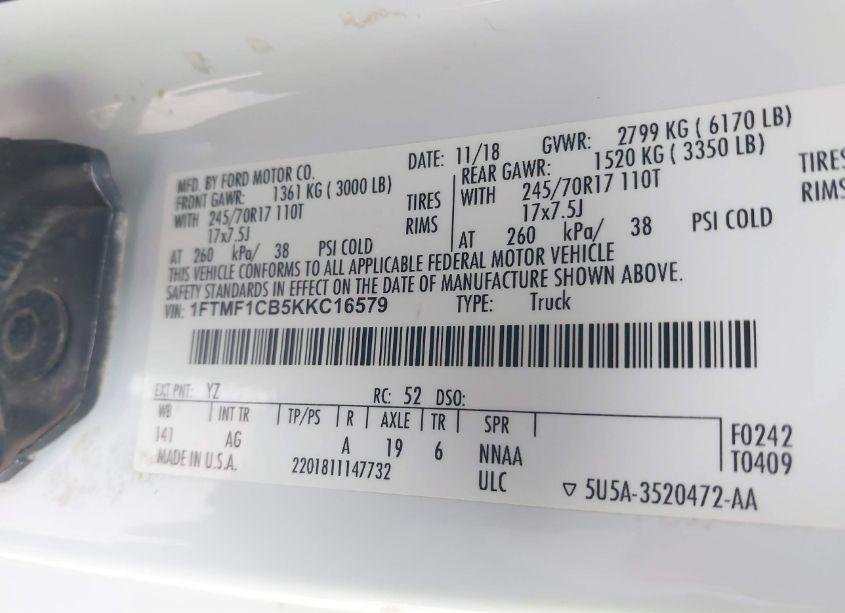 MFD. BY FORD MOTOR CO. DATE: 11/18 GVWR: 2799 KG ( 6170 LB)
FRONT GAWR: 1361 KG ( 3000 LB) REAR GAWR: 1520 KG ( 3350 LB)
WITH 245/70R17 110T TIRES WITH 245/70R17 110T TIRES
17x7.5J RIMS 17x7.5J RIMS
AT 260 kPa/ 38 PSI COLD AT 260 kPa/ 38 PSI COLD
THIS VEHICLE CONFORMS TO ALL APPLICABLE FEDERAL MOTOR VEHICLE
SAFETY STANDARDS IN EFFECT ON THE DATE OF MANUFACTURE SHOWN ABOVE.
VIN: 1FTMF1CB5KKC16579 TYPE: Truck
EXT PNT: YZ RC: 52 DSO:
WB INT TR TP/PS R AXLE TR SPR
141 AG A 19 6 NNAA F0242
MADE IN U.S.A. 2201811147732 ULC T0409
▽ 5U5A-3520472-AA